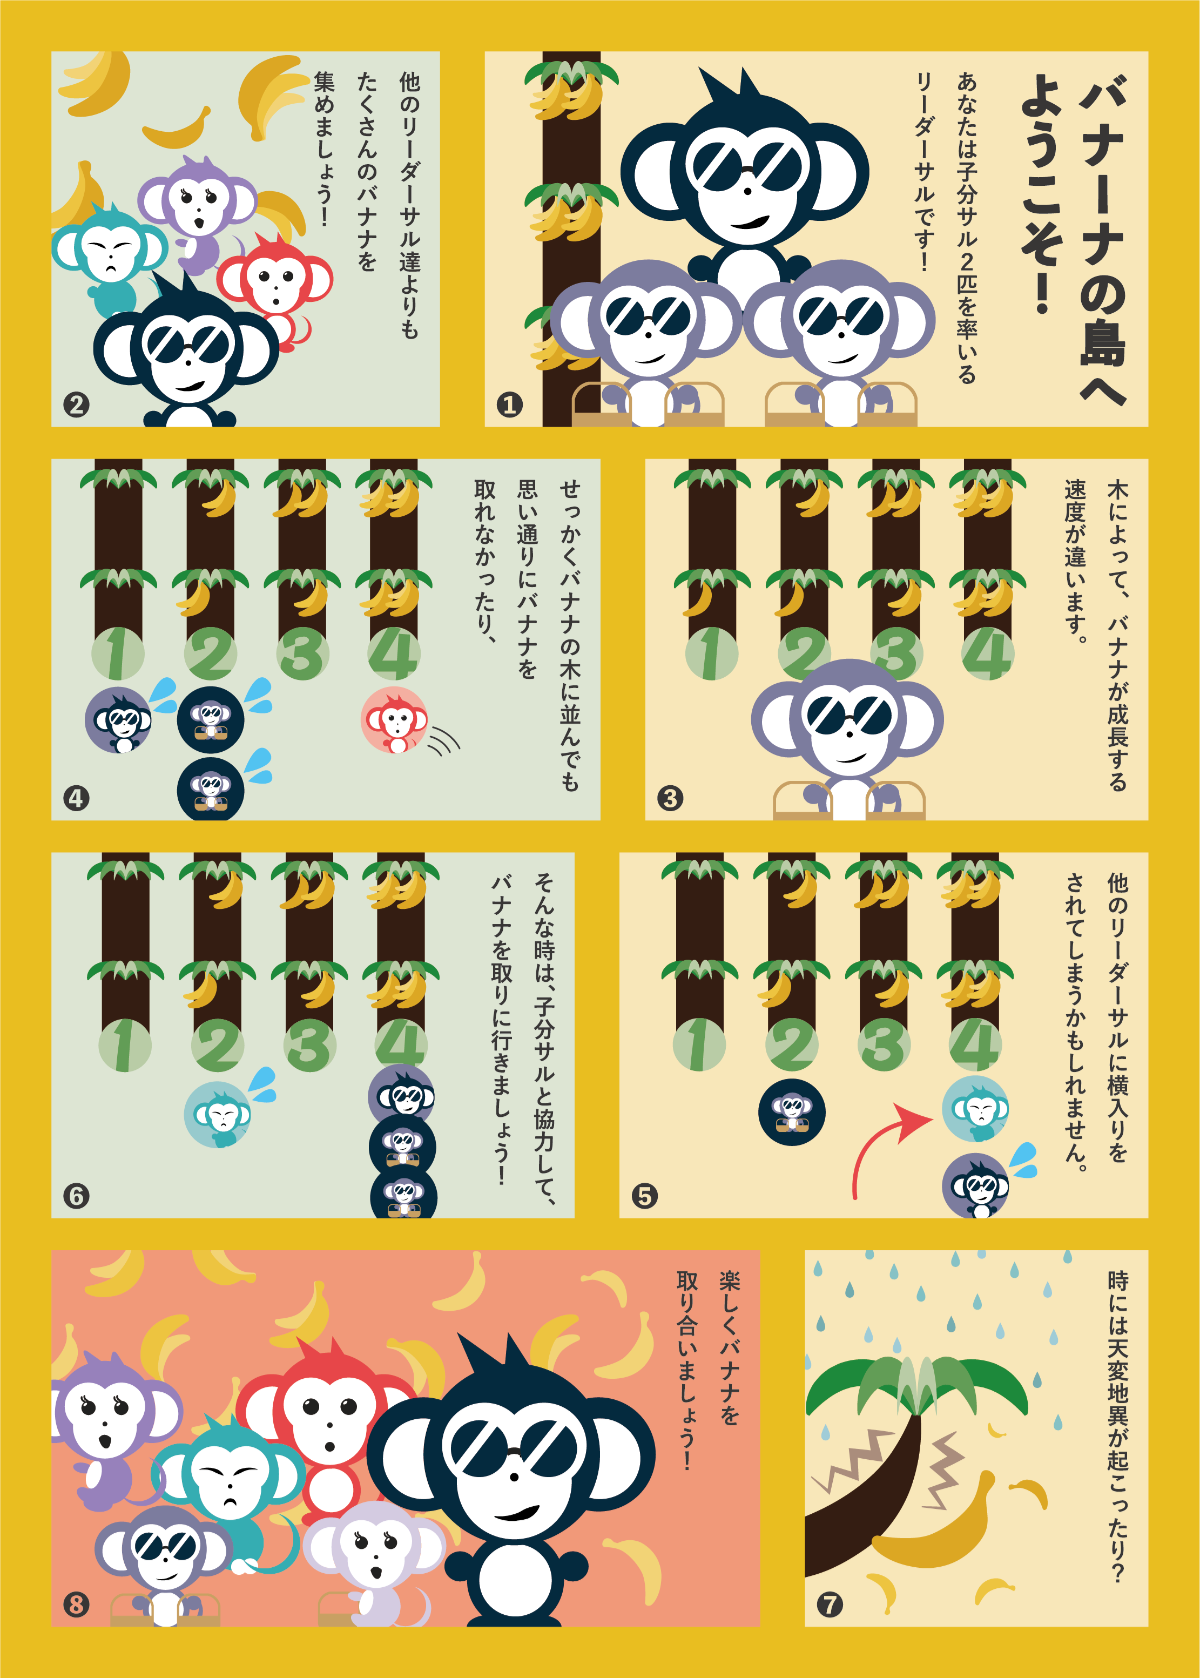 バナーナの島へ
ようこそ！
あなたは子分サル２匹を率いる
リーダーサルです！
❶
他のリーダーサル達よりも
たくさんのバナナを
集めましょう！
❷
木によって、バナナが成長する
速度が違います。
1
2
3
4
❸
せっかくバナナの木に並んでも
思い通りにバナナを
取れなかったり、
1
2
3
4
❹
他のリーダーサルに横入りを
されてしまうかもしれません。
1
2
3
4
❺
そんな時は、子分サルと協力して、
バナナを取りに行きましょう！
1
2
3
4
❻
時には天変地異が起こったり？
❼
楽しくバナナを
取り合いましょう！
❽